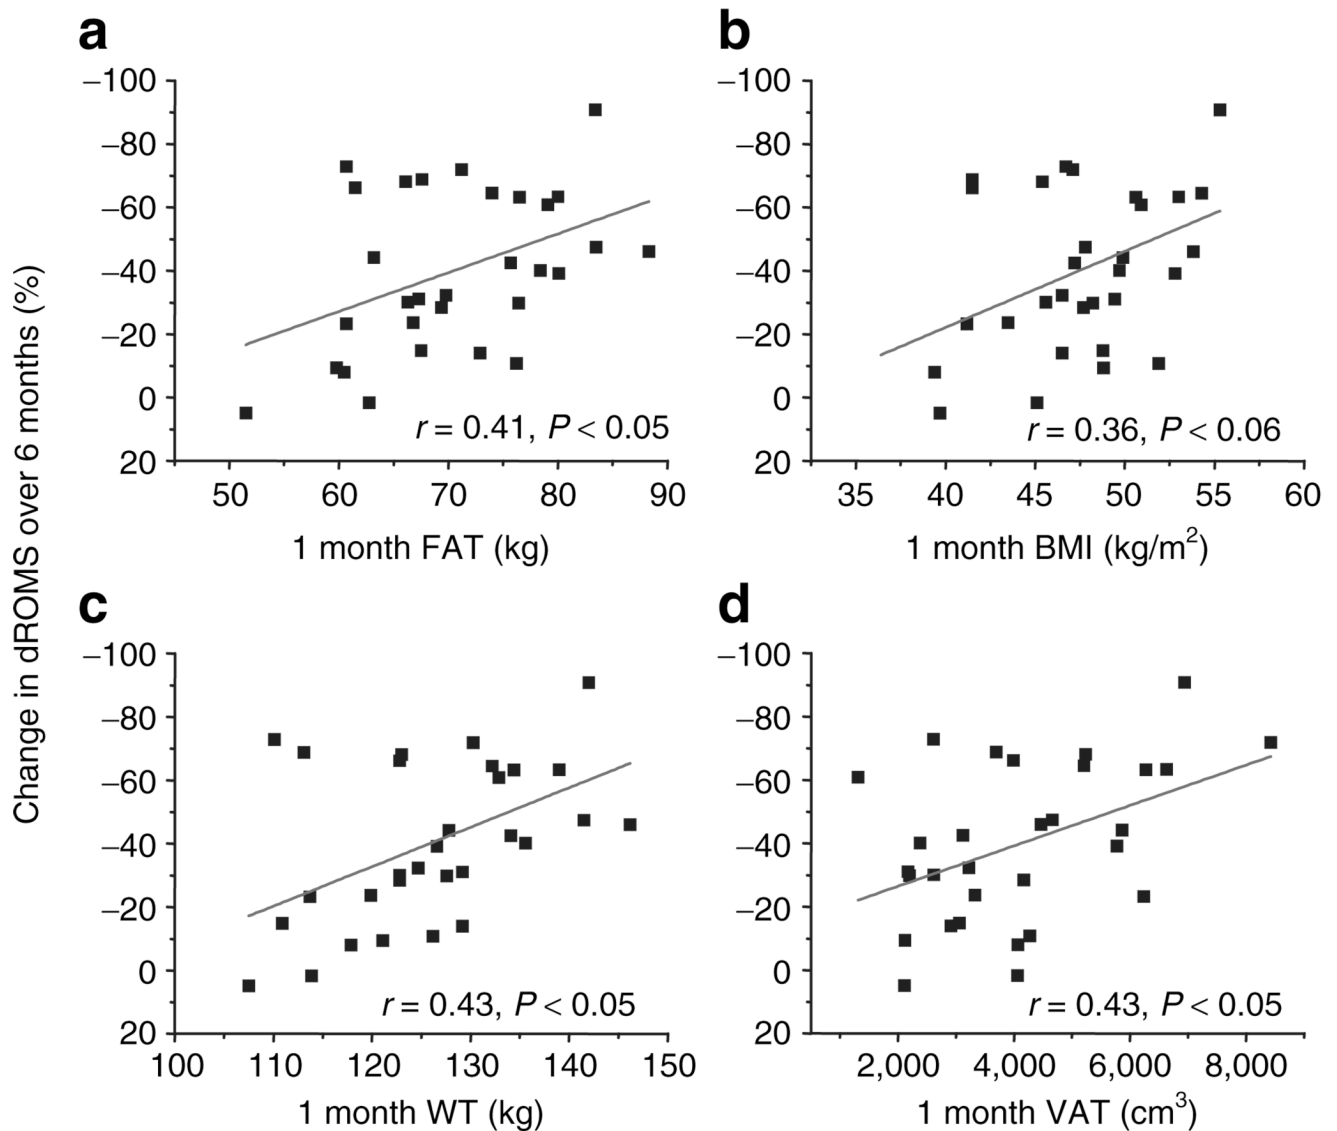 Change in dROMS over 6 months (%)
a
–100
–80
–60
–40
–20
0
20
r = 0.41, P < 0.05
50 60 70 80 90
1 month FAT (kg)
b
–100
–80
–60
–40
–20
0
20
r = 0.36, P < 0.06
35 40 45 50 55 60
1 month BMI (kg/m²)
c
–100
–80
–60
–40
–20
0
20
r = 0.43, P < 0.05
100 110 120 130 140 150
1 month WT (kg)
d
–100
–80
–60
–40
–20
0
20
r = 0.43, P < 0.05
2,000 4,000 6,000 8,000
1 month VAT (cm³)